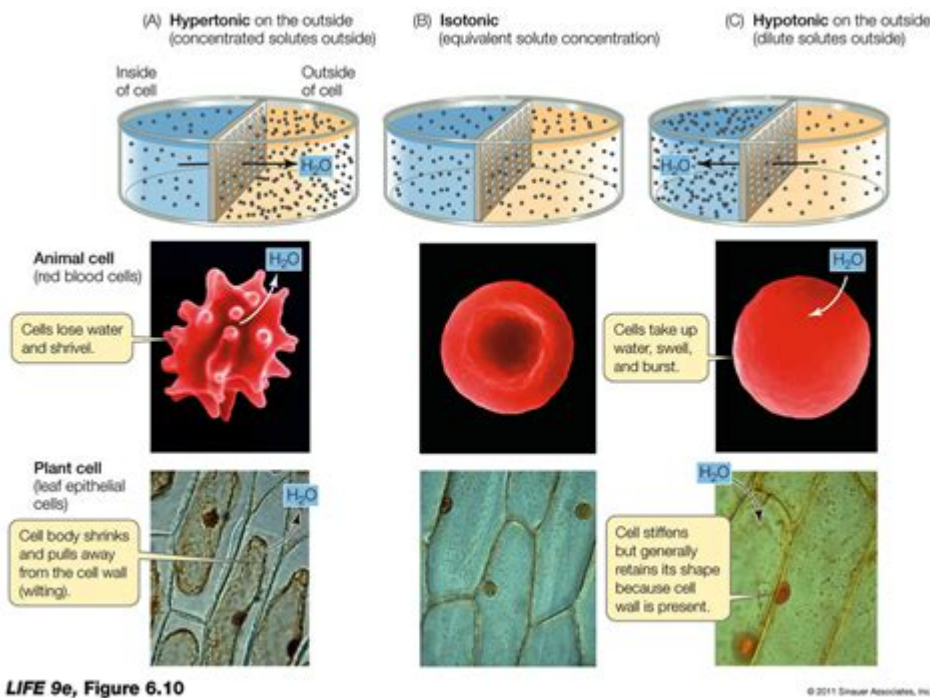 (A) Hypertonic on the outside
(concentrated solutes outside)
(B) Isotonic
(equivalent solute concentration)
(C) Hypotonic on the outside
(dilute solutes outside)
Inside
of cell
Outside
of cell
H₂O
H₂O
Animal cell
(red blood cells)
H₂O
H₂O
Cells lose water
and shrivel.
Cells take up
water, swell,
and burst.
Plant cell
(leaf epithelial
cells)
H₂O
H₂O
Cell body shrinks
and pulls away
from the cell wall
(wilting).
Cell stiffens
but generally
retains its shape
because cell
wall is present.
LIFE 9e, Figure 6.10
© 2011 Sinauer Associates, Inc.